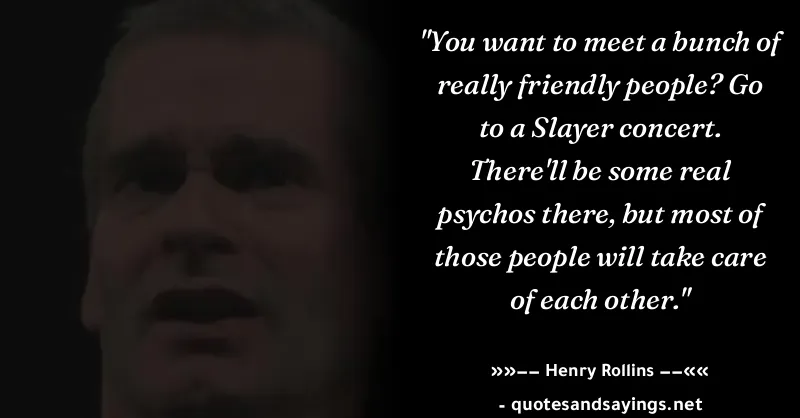 "You want to meet a bunch of
really friendly people? Go
to a Slayer concert.
There'll be some real
psychos there, but most of
those people will take care
of each other."
»»−− Henry Rollins −−««
- quotesandsayings.net